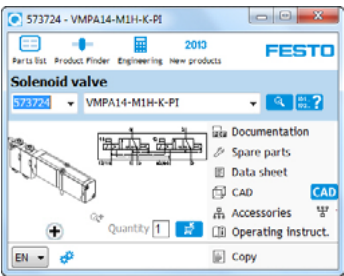 573724 - VMPA14-M1H-K-PI
Parts list Product Finder Engineering 2013 New products
FESTO
Solenoid valve
573724 VMPA14-M1H-K-PI
Documentation
Spare parts
Data sheet
CAD CAD
Accessories
Quantity 1
Operating Instruct.
EN Copy